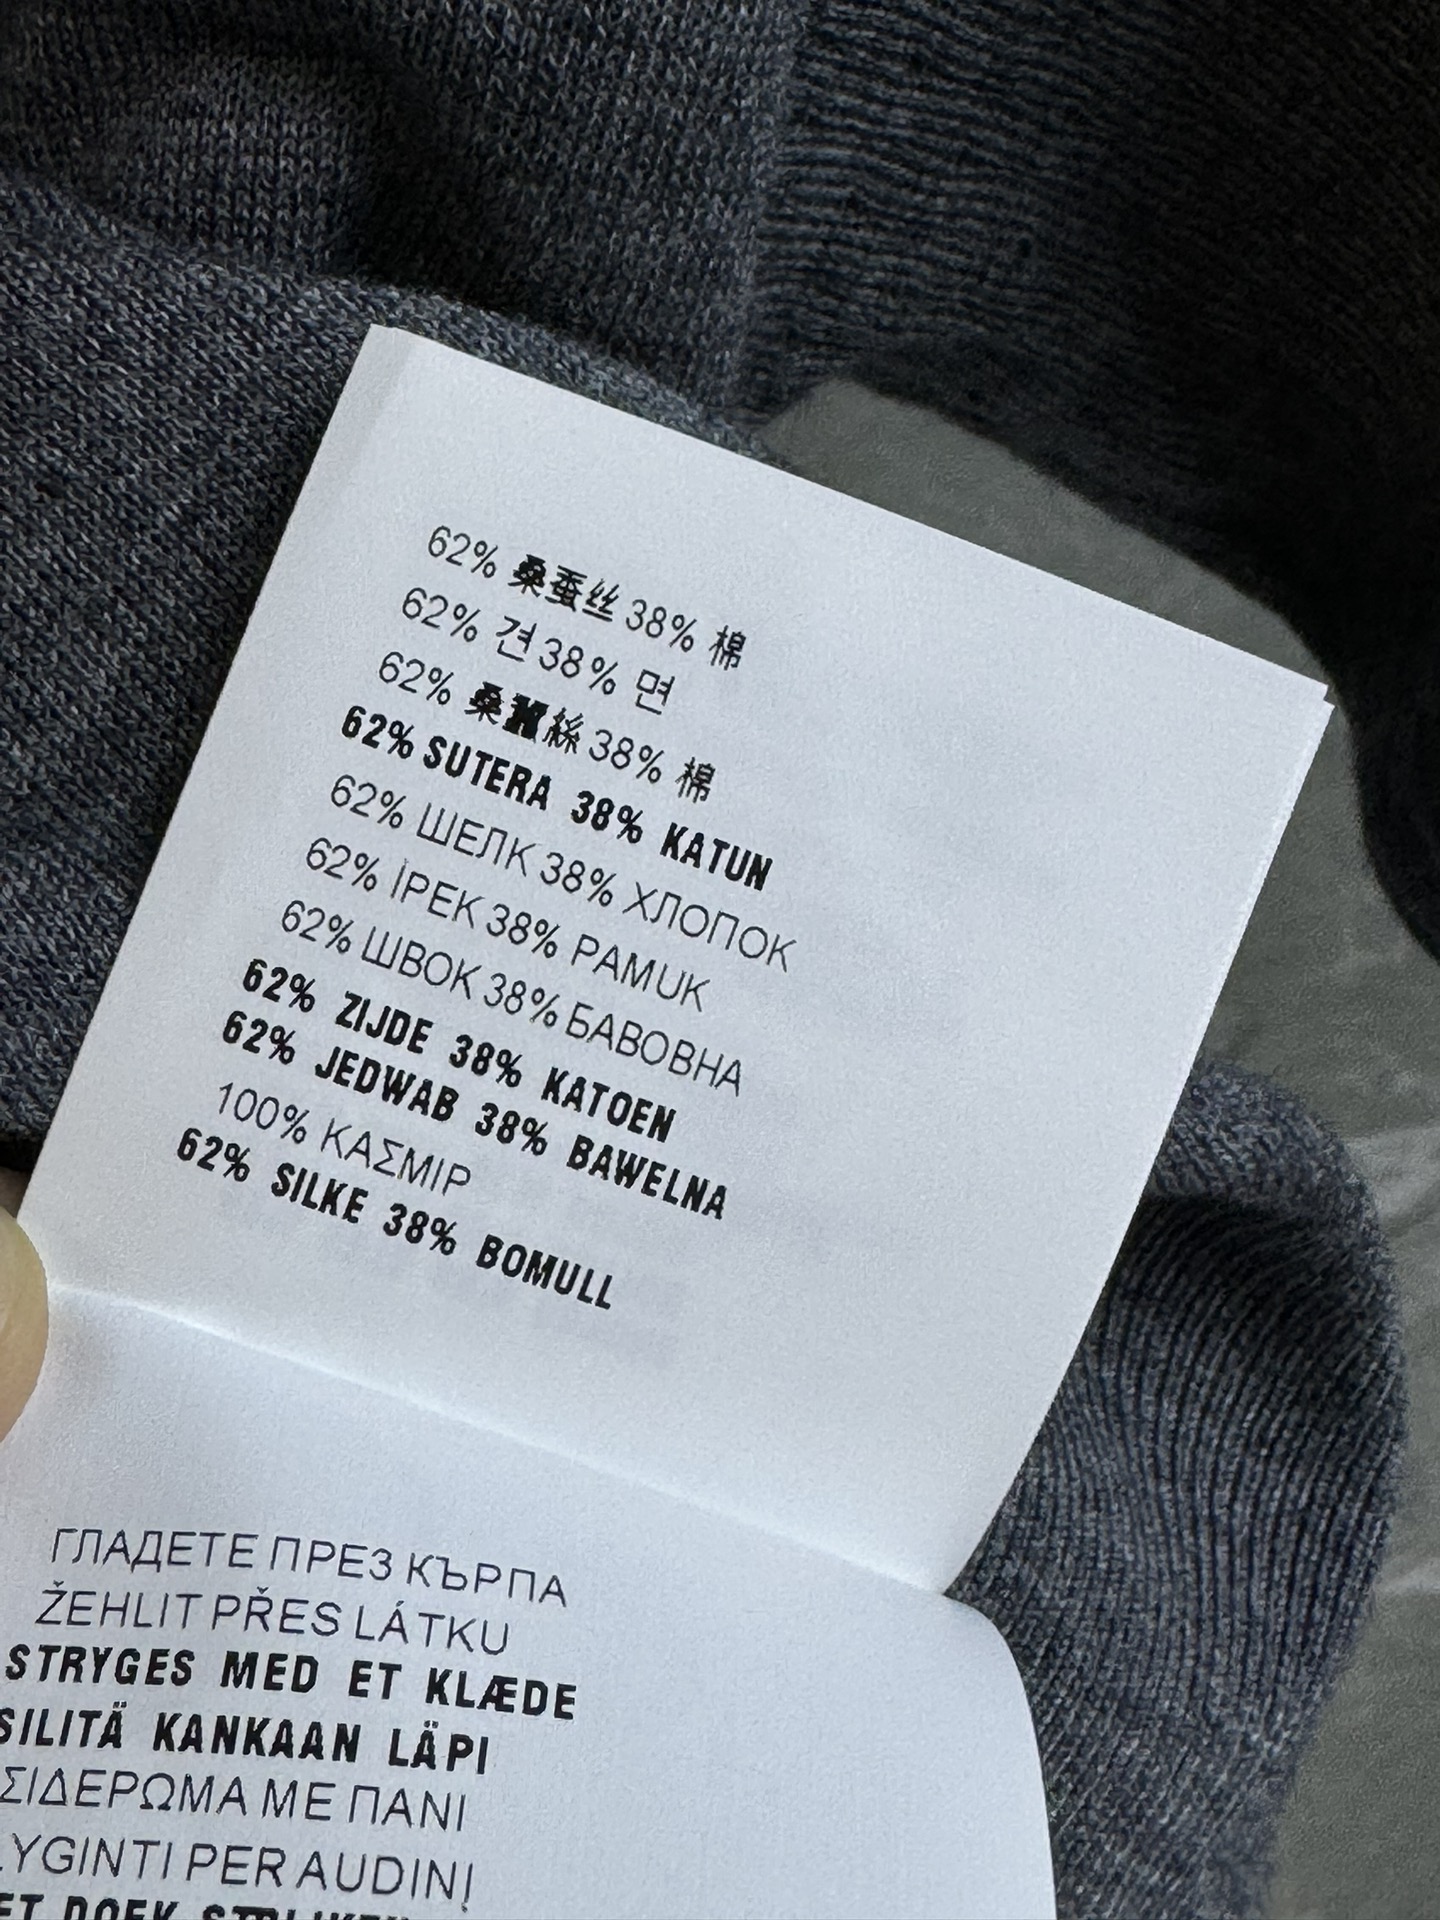 62% 桑蚕丝 38% 棉
62% 견 38% 면
62% 桑絲 38% 棉
62% SUTERA 38% KATUN
62% ШЕЛК 38% ХЛОПОК
62% İPEK 38% PAMUK
62% ШВОК 38% БАВОВНА
62% ZIJDE 38% KATOEN
62% JEDWAB 38% BAWELNA
100% ΚΑΣΜΙΡ
62% SILKE 38% BOMULL
ГЛАДЕТЕ ПРЕЗ КЪРПА
ŽEHLIT PŘES LÁTKU
STRYGES MED ET KLÆDE
SILITÄ KANKAAN LÄPI
ΣΙΔΕΡΩΜΑ ΜΕ ΠΑΝΙ
LYGINTI PER AUDINĮ
ET DOEK STRIJKEN